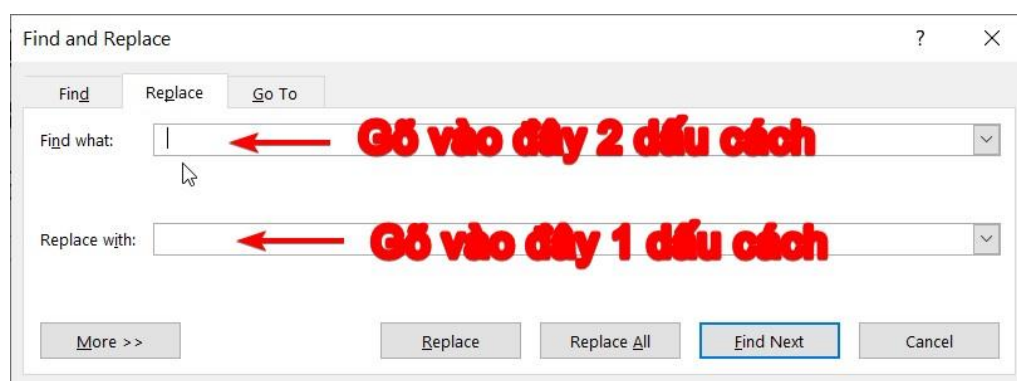 Find and Replace ?
Find Replace Go To
Find what: Gõ vào đây 2 dấu cách
Replace with: Gõ vào đây 1 dấu cách
More >> Replace Replace All Find Next Cancel